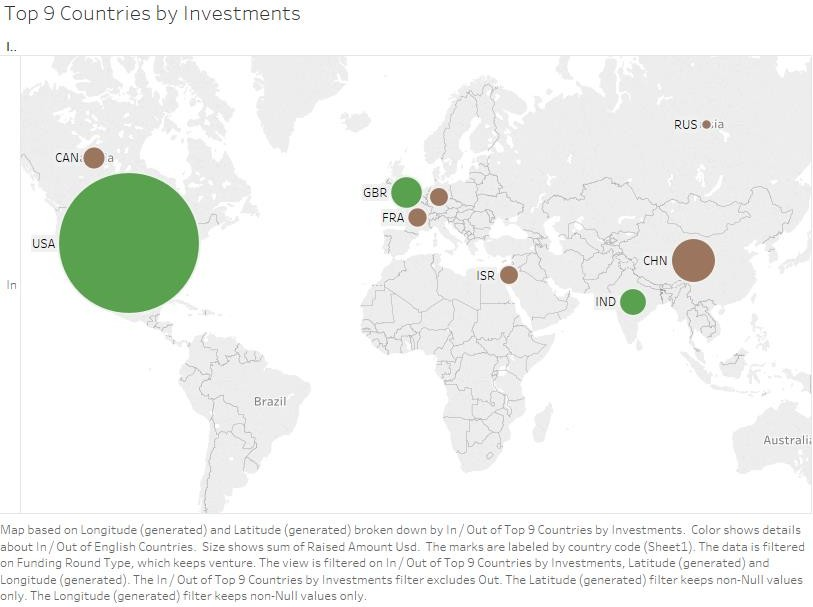 Top 9 Countries by Investments
I..
RUS
ia
CAN
a
GBR
FRA
USA
CHN
ISR
In
IND
Brazil
Australia
Map based on Longitude (generated) and Latitude (generated) broken down by In / Out of Top 9 Countries by Investments. Color shows details
about In / Out of English Countries. Size shows sum of Raised Amount Usd. The marks are labeled by country code (Sheet1). The data is filtered
on Funding Round Type, which keeps venture. The view is filtered on In / Out of Top 9 Countries by Investments, Latitude (generated) and
Longitude (generated). The In / Out of Top 9 Countries by Investments filter excludes Out. The Latitude (generated) filter keeps non-Null values
only. The Longitude (generated) filter keeps non-Null values only.